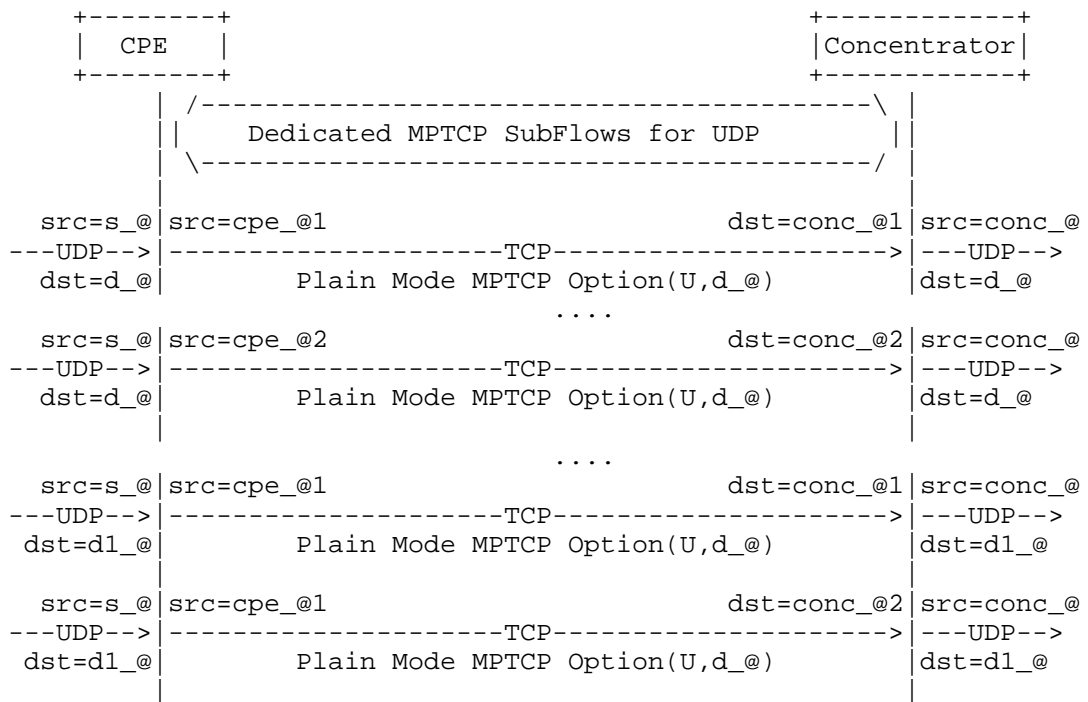 +--------+ +------------+
| CPE | |Concentrator|
+--------+ +------------+
| /------------------------------------------\ |
|| Dedicated MPTCP SubFlows for UDP ||
| \------------------------------------------/ |
| |
src=s_@|src=cpe_@1 dst=conc_@1|src=conc_@
---UDP-->|---------------------TCP--------------------->|---UDP-->
dst=d_@| Plain Mode MPTCP Option(U,d_@) |dst=d_@
....
src=s_@|src=cpe_@2 dst=conc_@2|src=conc_@
---UDP-->|---------------------TCP--------------------->|---UDP-->
dst=d_@| Plain Mode MPTCP Option(U,d_@) |dst=d_@
| |
....
src=s_@|src=cpe_@1 dst=conc_@1|src=conc_@
---UDP-->|---------------------TCP--------------------->|---UDP-->
dst=d1_@| Plain Mode MPTCP Option(U,d_@) |dst=d1_@
| |
src=s_@|src=cpe_@1 dst=conc_@2|src=conc_@
---UDP-->|---------------------TCP--------------------->|---UDP-->
dst=d1_@| Plain Mode MPTCP Option(U,d_@) |dst=d1_@
| |